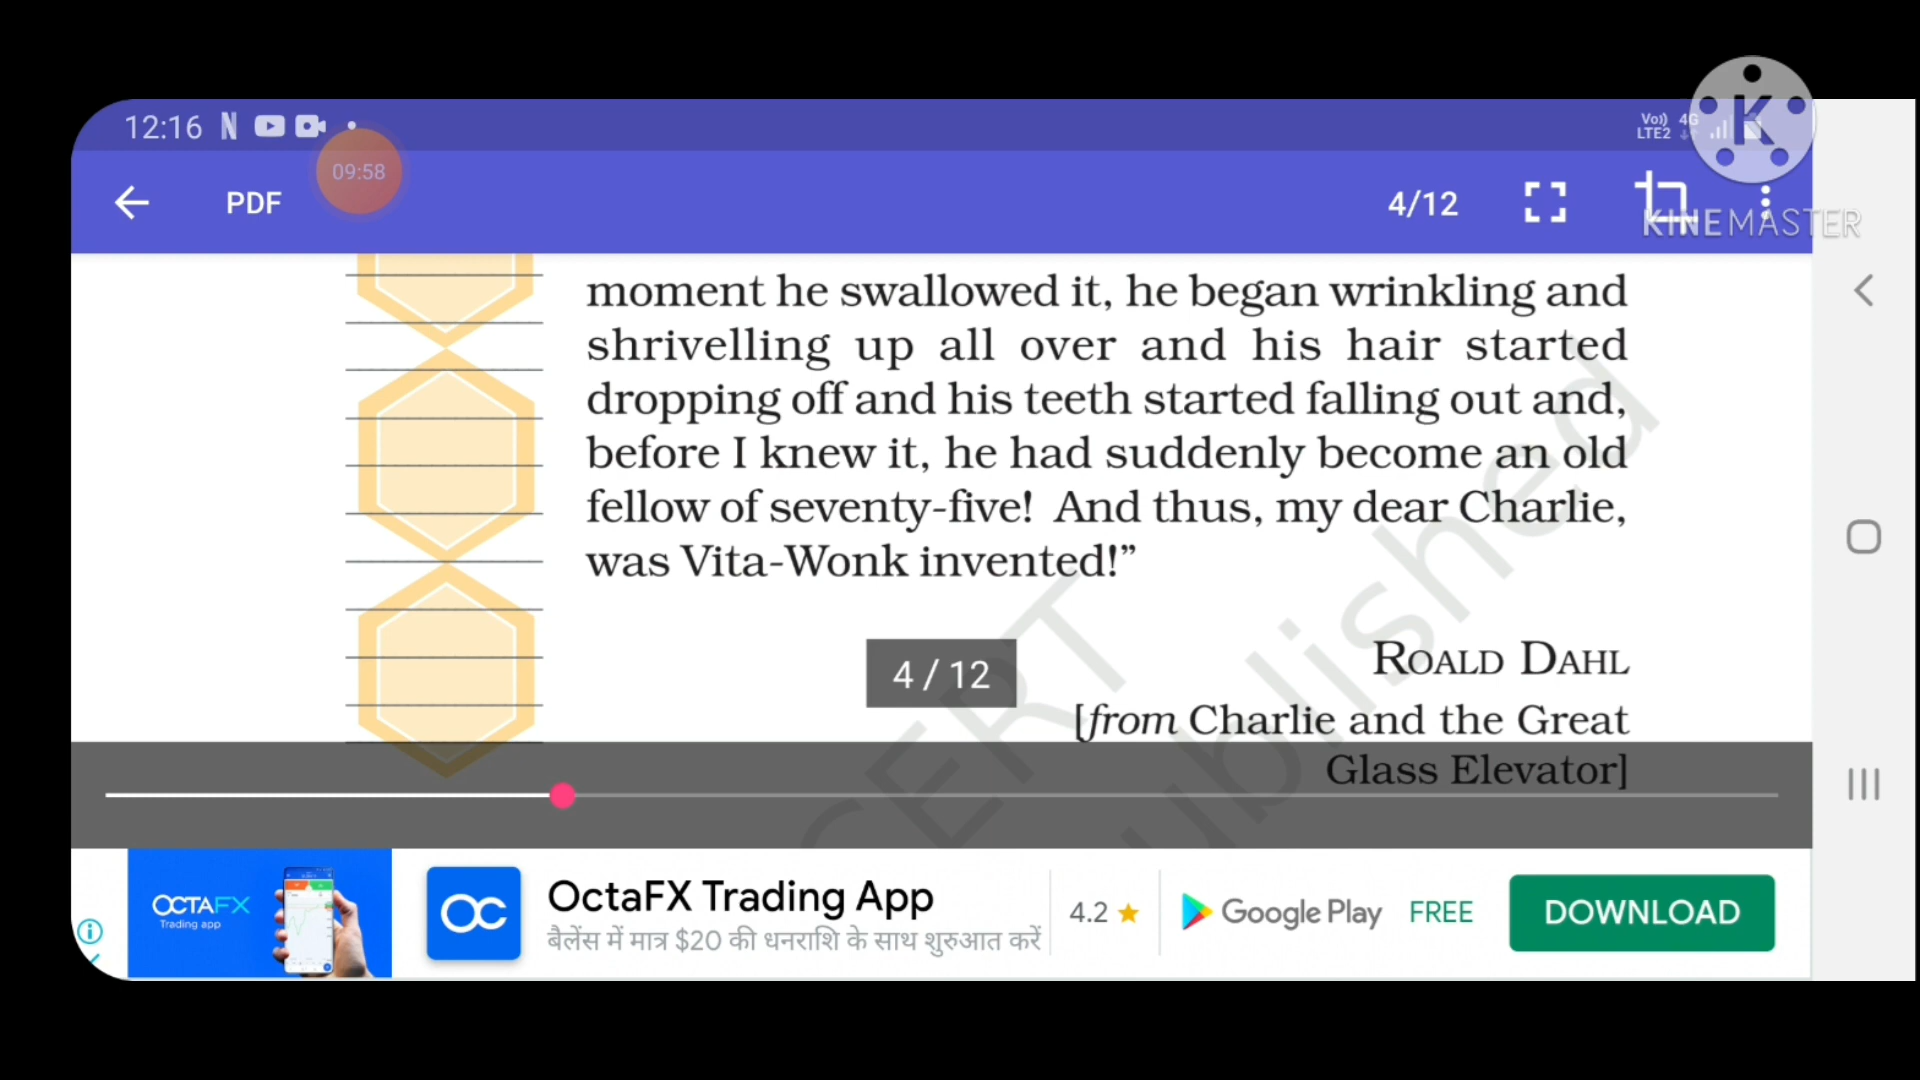 12:16
Vo)) 4G
LTE2
K
09:58
PDF
4/12
KINEMASTER
moment he swallowed it, he began wrinkling and
shrivelling up all over and his hair started
dropping off and his teeth started falling out and,
before I knew it, he had suddenly become an old
fellow of seventy-five! And thus, my dear Charlie,
was Vita-Wonk invented!”
4 / 12
ROALD DAHL
[from Charlie and the Great
Glass Elevator]
OCTAFX
Trading app
OctaFX Trading App
बैलेंस में मात्र $20 की धनराशि के साथ शुरुआत करें
4.2
Google Play
FREE
DOWNLOAD